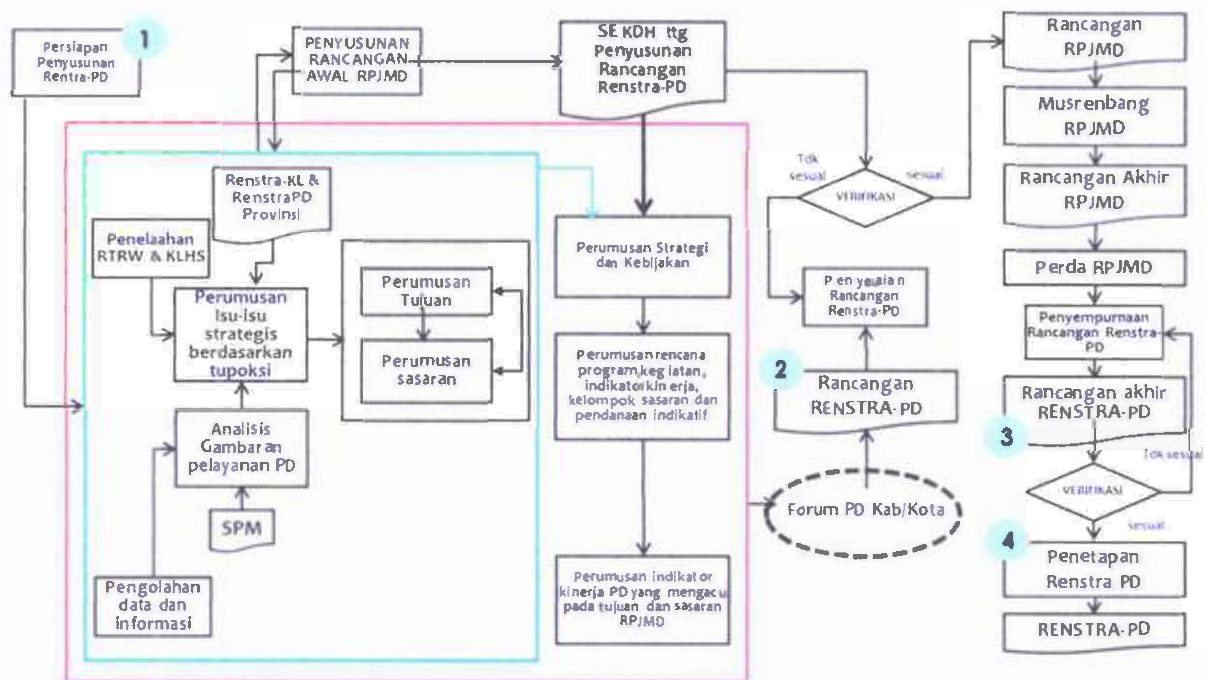 1
Persiapan
Penyusunan
Rentra-PD
PENYUSUNAN
RANCANGAN
AWAL RPJMD
SE KDH ttg
Penyusunan
Rancangan
Renstra-PD
Renstra-KL &
RenstraPD
Provinsi
Penelaahan
RTRW & KLHS
Perumusan
Isu-isu
strategis
berdasarkan
tupoksi
Perumusan
Tujuan
Perumusan
sasaran
Analisis
Gambaran
pelayanan PD
SPM
Pengolahan
data dan
informasi
Perumusan Strategi
dan Kebijakan
Perumusan rencana
program,kegiatan,
indikator kinerja,
kelompok sasaran dan
pendanaan indikatif
Perumusan indikator
kinerja PD yang mengacu
pada tujuan dan sasaran
RPJMD
Tdk
sesuai
VERIFIKASI
sesuai
Penyesuaian
Rancangan
Renstra-PD
2
Rancangan
RENSTRA-PD
Forum PD Kab/Kota
Rancangan
RPJMD
Musrenbang
RPJMD
Rancangan Akhir
RPJMD
Perda RPJMD
Penyempurnaan
Rancangan Renstra-
PD
Rancangan akhir
RENSTRA-PD
3
Tdk sesuai
VERIFIKASI
sesuai
4
Penetapan
Renstra PD
RENSTRA-PD